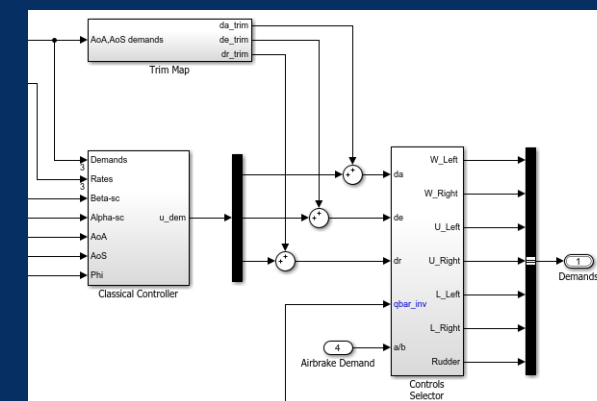 AoA,AoS demands
da_trim
de_trim
dr_trim
Trim Map
Demands
3
Rates
3
Beta-sc
Alpha-sc
AoA
AoS
Phi
u_dem
Classical Controller
+
+
+
+
+
+
da
de
dr
qbar_inv
a/b
W_Left
W_Right
U_Left
U_Right
L_Left
L_Right
Rudder
Controls
Selector
4
Airbrake Demand
1
Demands